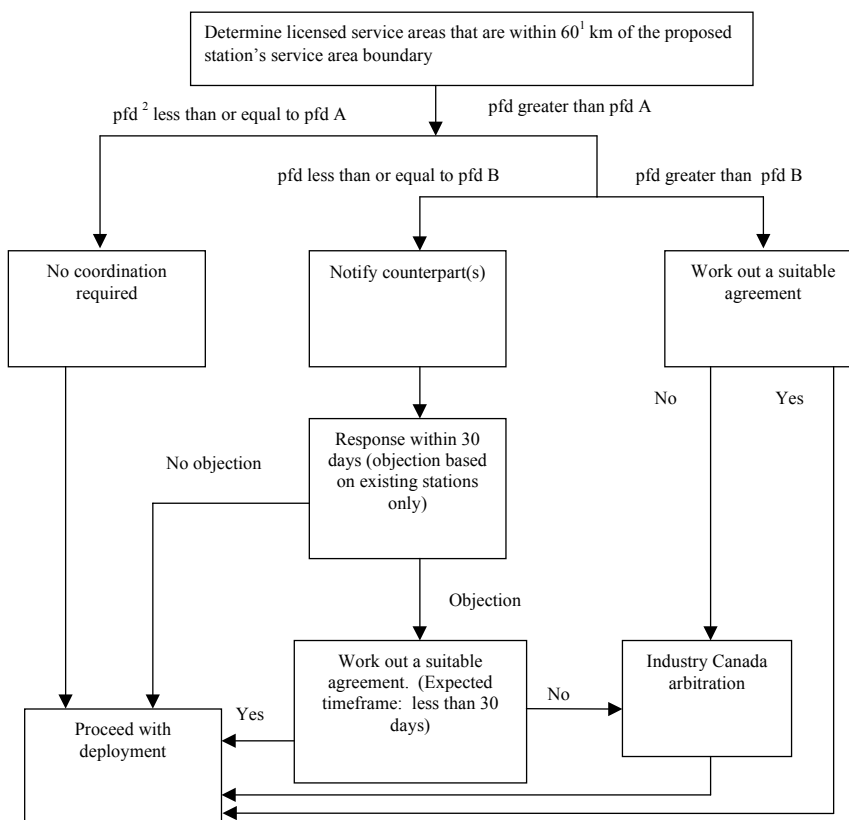 Determine licensed service areas that are within 60¹ km of the proposed
station’s service area boundary
pfd ² less than or equal to pfd A
pfd greater than pfd A
pfd less than or equal to pfd B
pfd greater than  pfd B
No coordination
required
Notify counterpart(s)
Work out a suitable
agreement
No
Yes
Response within 30
days (objection based
on existing stations
only)
No objection
Objection
Work out a suitable
agreement.  (Expected
timeframe:  less than 30
days)
No
Industry Canada
arbitration
Yes
Proceed with
deployment